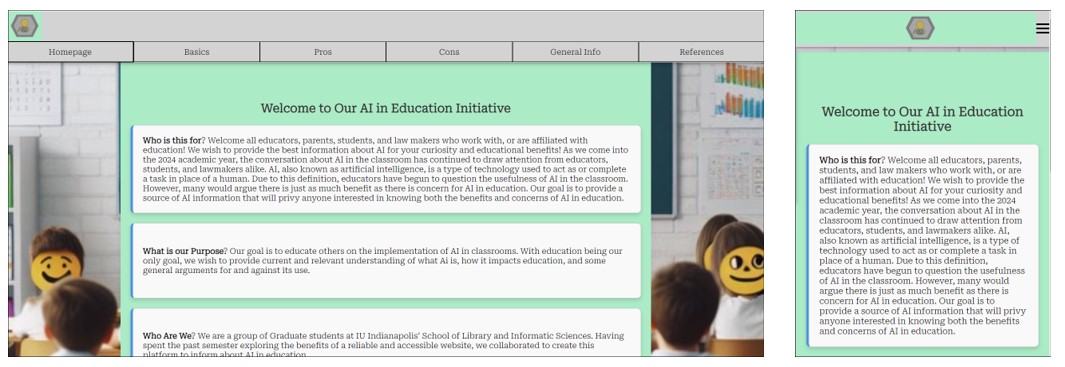 Homepage
Basics
Pros
Cons
General Info
References
Welcome to Our AI in Education Initiative
Who is this for? Welcome all educators, parents, students, and law makers who work with, or are affiliated with
education! We wish to provide the best information about AI for your curiosity and educational benefits! As we come into
the 2024 academic year, the conversation about AI in the classroom has continued to draw attention from educators,
students, and lawmakers alike. AI, also known as artificial intelligence, is a type of technology used to act as or complete
a task in place of a human. Due to this definition, educators have begun to question the usefulness of AI in the classroom.
However, many would argue there is just as much benefit as there is concern for AI in education. Our goal is to provide a
source of AI information that will privy anyone interested in knowing both the benefits and concerns of AI in education.
What is our Purpose? Our goal is to educate others on the implementation of AI in classrooms. With education being our
only goal, we wish to provide current and relevant understanding of what Ai is, how it impacts education, and some
general arguments for and against its use.
Who Are We? We are a group of Graduate students at IU Indianapolis' School of Library and Informatic Sciences. Having
spent the past semester exploring the benefits of a reliable and accessible website, we collaborated to create this
platform to inform about AI in education.
Welcome to Our AI in Education
Initiative
Who is this for? Welcome all educators, parents,
students, and law makers who work with, or are
affiliated with education! We wish to provide the
best information about AI for your curiosity and
educational benefits! As we come into the 2024
academic year, the conversation about AI in the
classroom has continued to draw attention from
educators, students, and lawmakers alike. AI,
also known as artificial intelligence, is a type of
technology used to act as or complete a task in
place of a human. Due to this definition,
educators have begun to question the usefulness
of AI in the classroom. However, many would
argue there is just as much benefit as there is
concern for AI in education. Our goal is to
provide a source of AI information that will privy
anyone interested in knowing both the benefits
and concerns of AI in education.